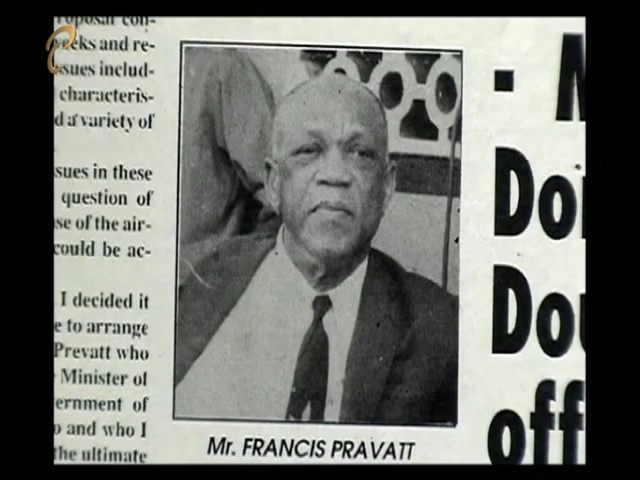 roposal con-
weeks and re-
ssues includ-
characteris-
d a variety of
sues in these
question of
se of the air-
could be ac-
I decided it
e to arrange
Prevatt who
Minister of
ernment of
o and who I
the ultimate
Mr. FRANCIS PRAVATT
- M
Doi
Dou
off